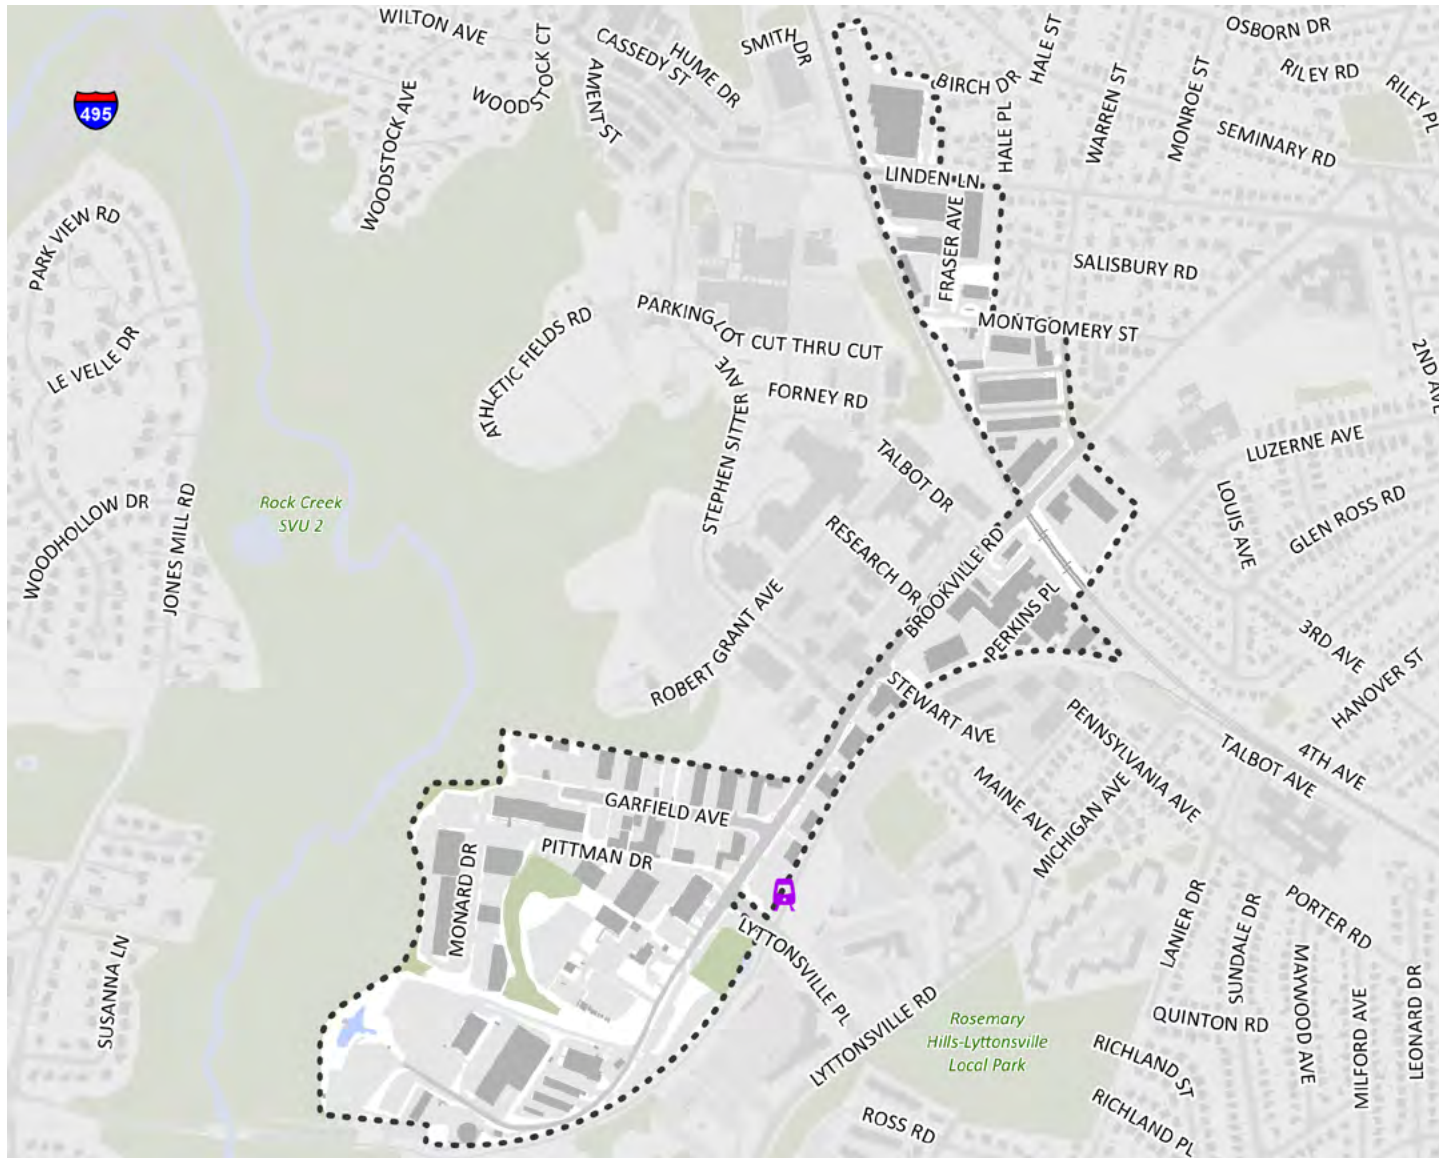 WILTON AVE
CASSEDY ST
HUME DR
SMITH DR
HALE ST
OSBORN DR
RILEY RD
RILEY PL
BIRCH DR
WOODSTOCK CT
AMENT ST
495
WOODSTOCK AVE
HALE PL
WARREN ST
MONROE ST
SEMINARY RD
LINDEN LN
PARK VIEW RD
FRASER AVE
SALISBURY RD
LE VELLE DR
ATHLETIC FIELDS RD
PARKING LOT CUT THRU CUT
MONTGOMERY ST
2ND AVE
STEPHEN SITTER AVE
FORNEY RD
TALBOT DR
LUZERNE AVE
LOUIS AVE
GLEN ROSS RD
WOODHOLLOW DR
JONES MILL RD
Rock Creek
SVU 2
RESEARCH DR
BROOKVILLE RD
ROBERT GRANT AVE
PERKINS PL
3RD AVE
HANOVER ST
STEWART AVE
PENNSYLVANIA AVE
TALBOT AVE
4TH AVE
MAINE AVE
MICHIGAN AVE
GARFIELD AVE
PITTMAN DR
MONARD DR
LYTTONSVILLE PL
LANIER DR
SUNDALE DR
PORTER RD
SUSANNA LN
LYTTONSVILLE RD
Rosemary
Hills-Lyttonsville
Local Park
QUINTON RD
MAYWOOD AVE
MILFORD AVE
LEONARD DR
RICHLAND ST
ROSS RD
RICHLAND PL